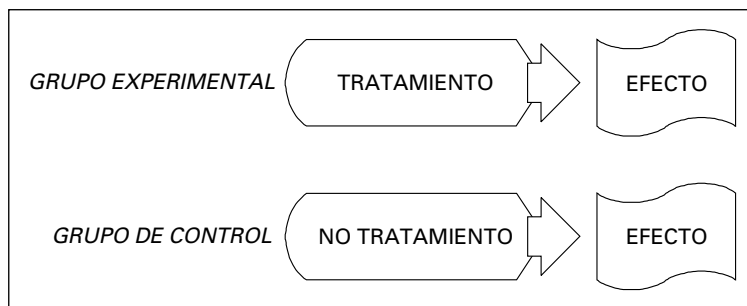 GRUPO EXPERIMENTAL TRATAMIENTO EFECTO
GRUPO DE CONTROL NO TRATAMIENTO EFECTO